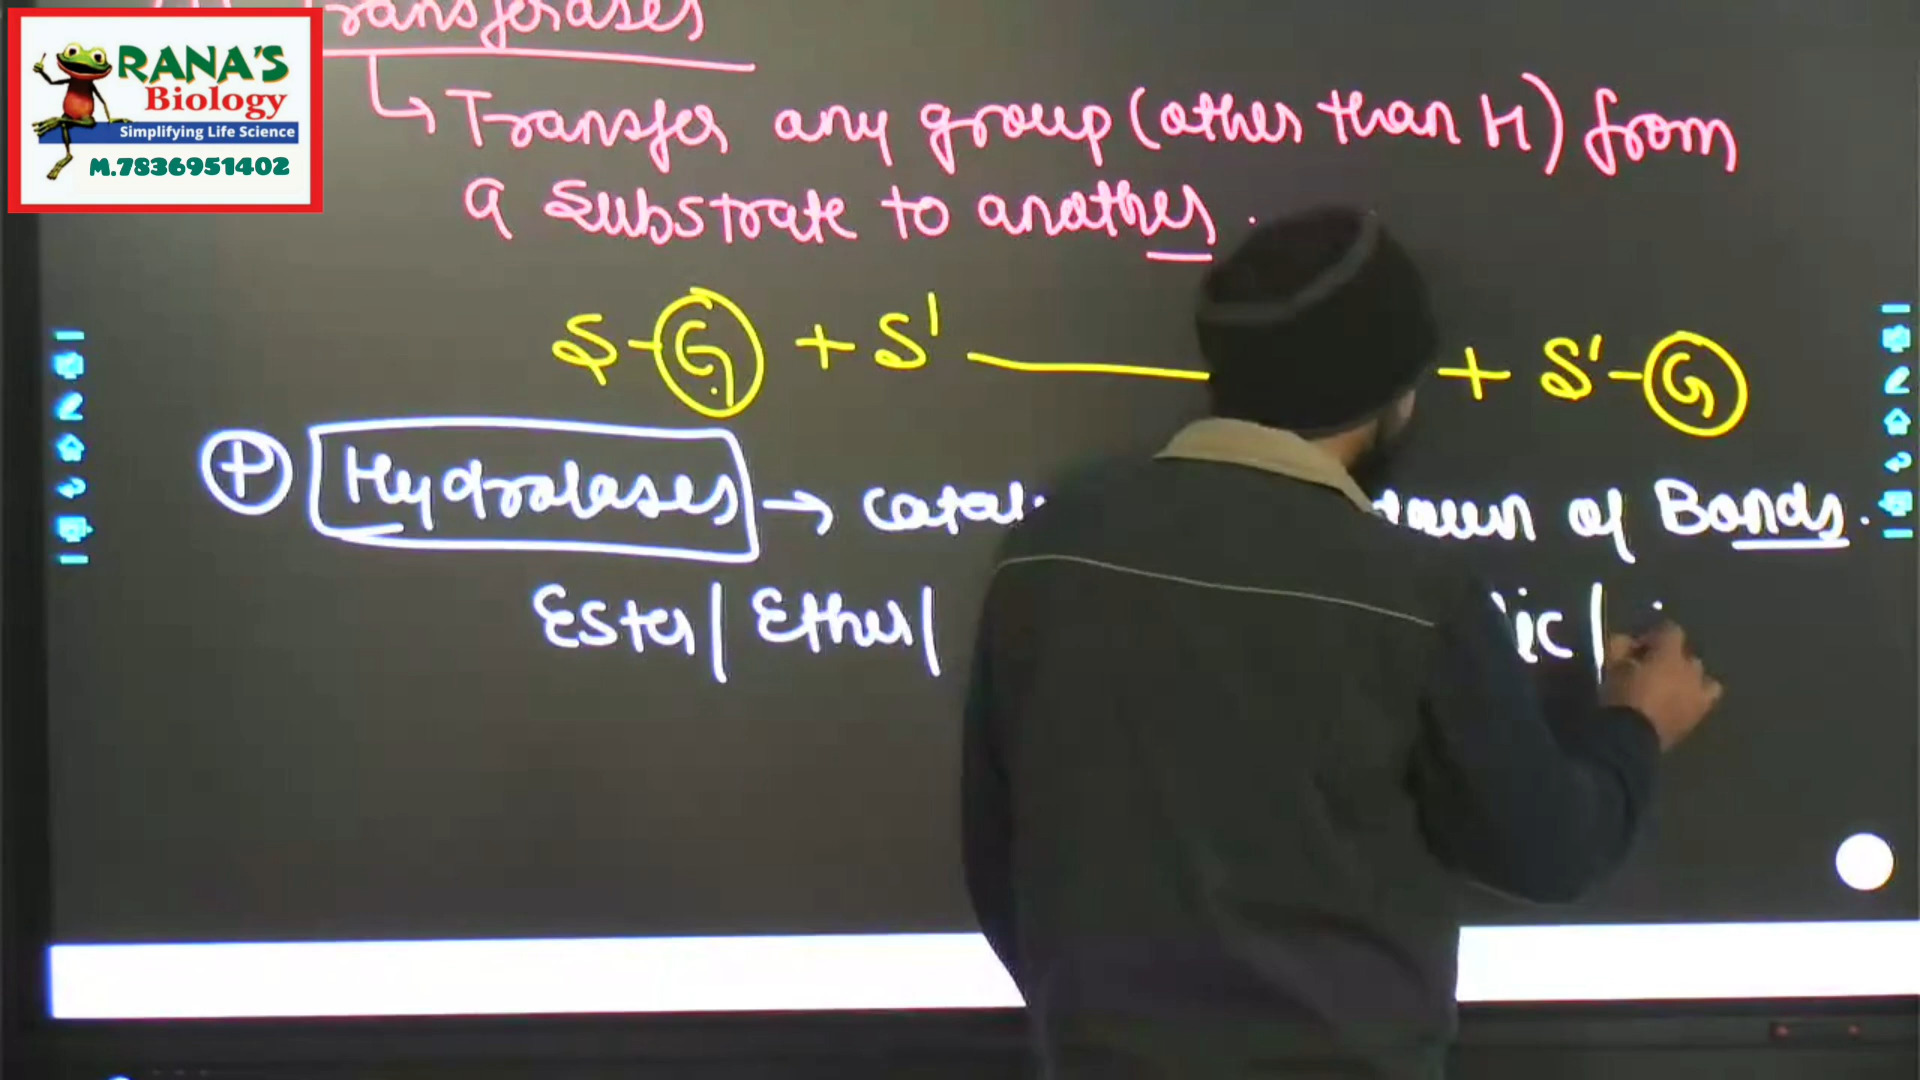 Transferases
RANA'S
Biology
Simplifying Life Science
M.7836951402
Transfer any group (other than H) from
a substrate to another.
S-G + S' + S'-G
Hydrolases → of Bonds.
Ester | Ether |